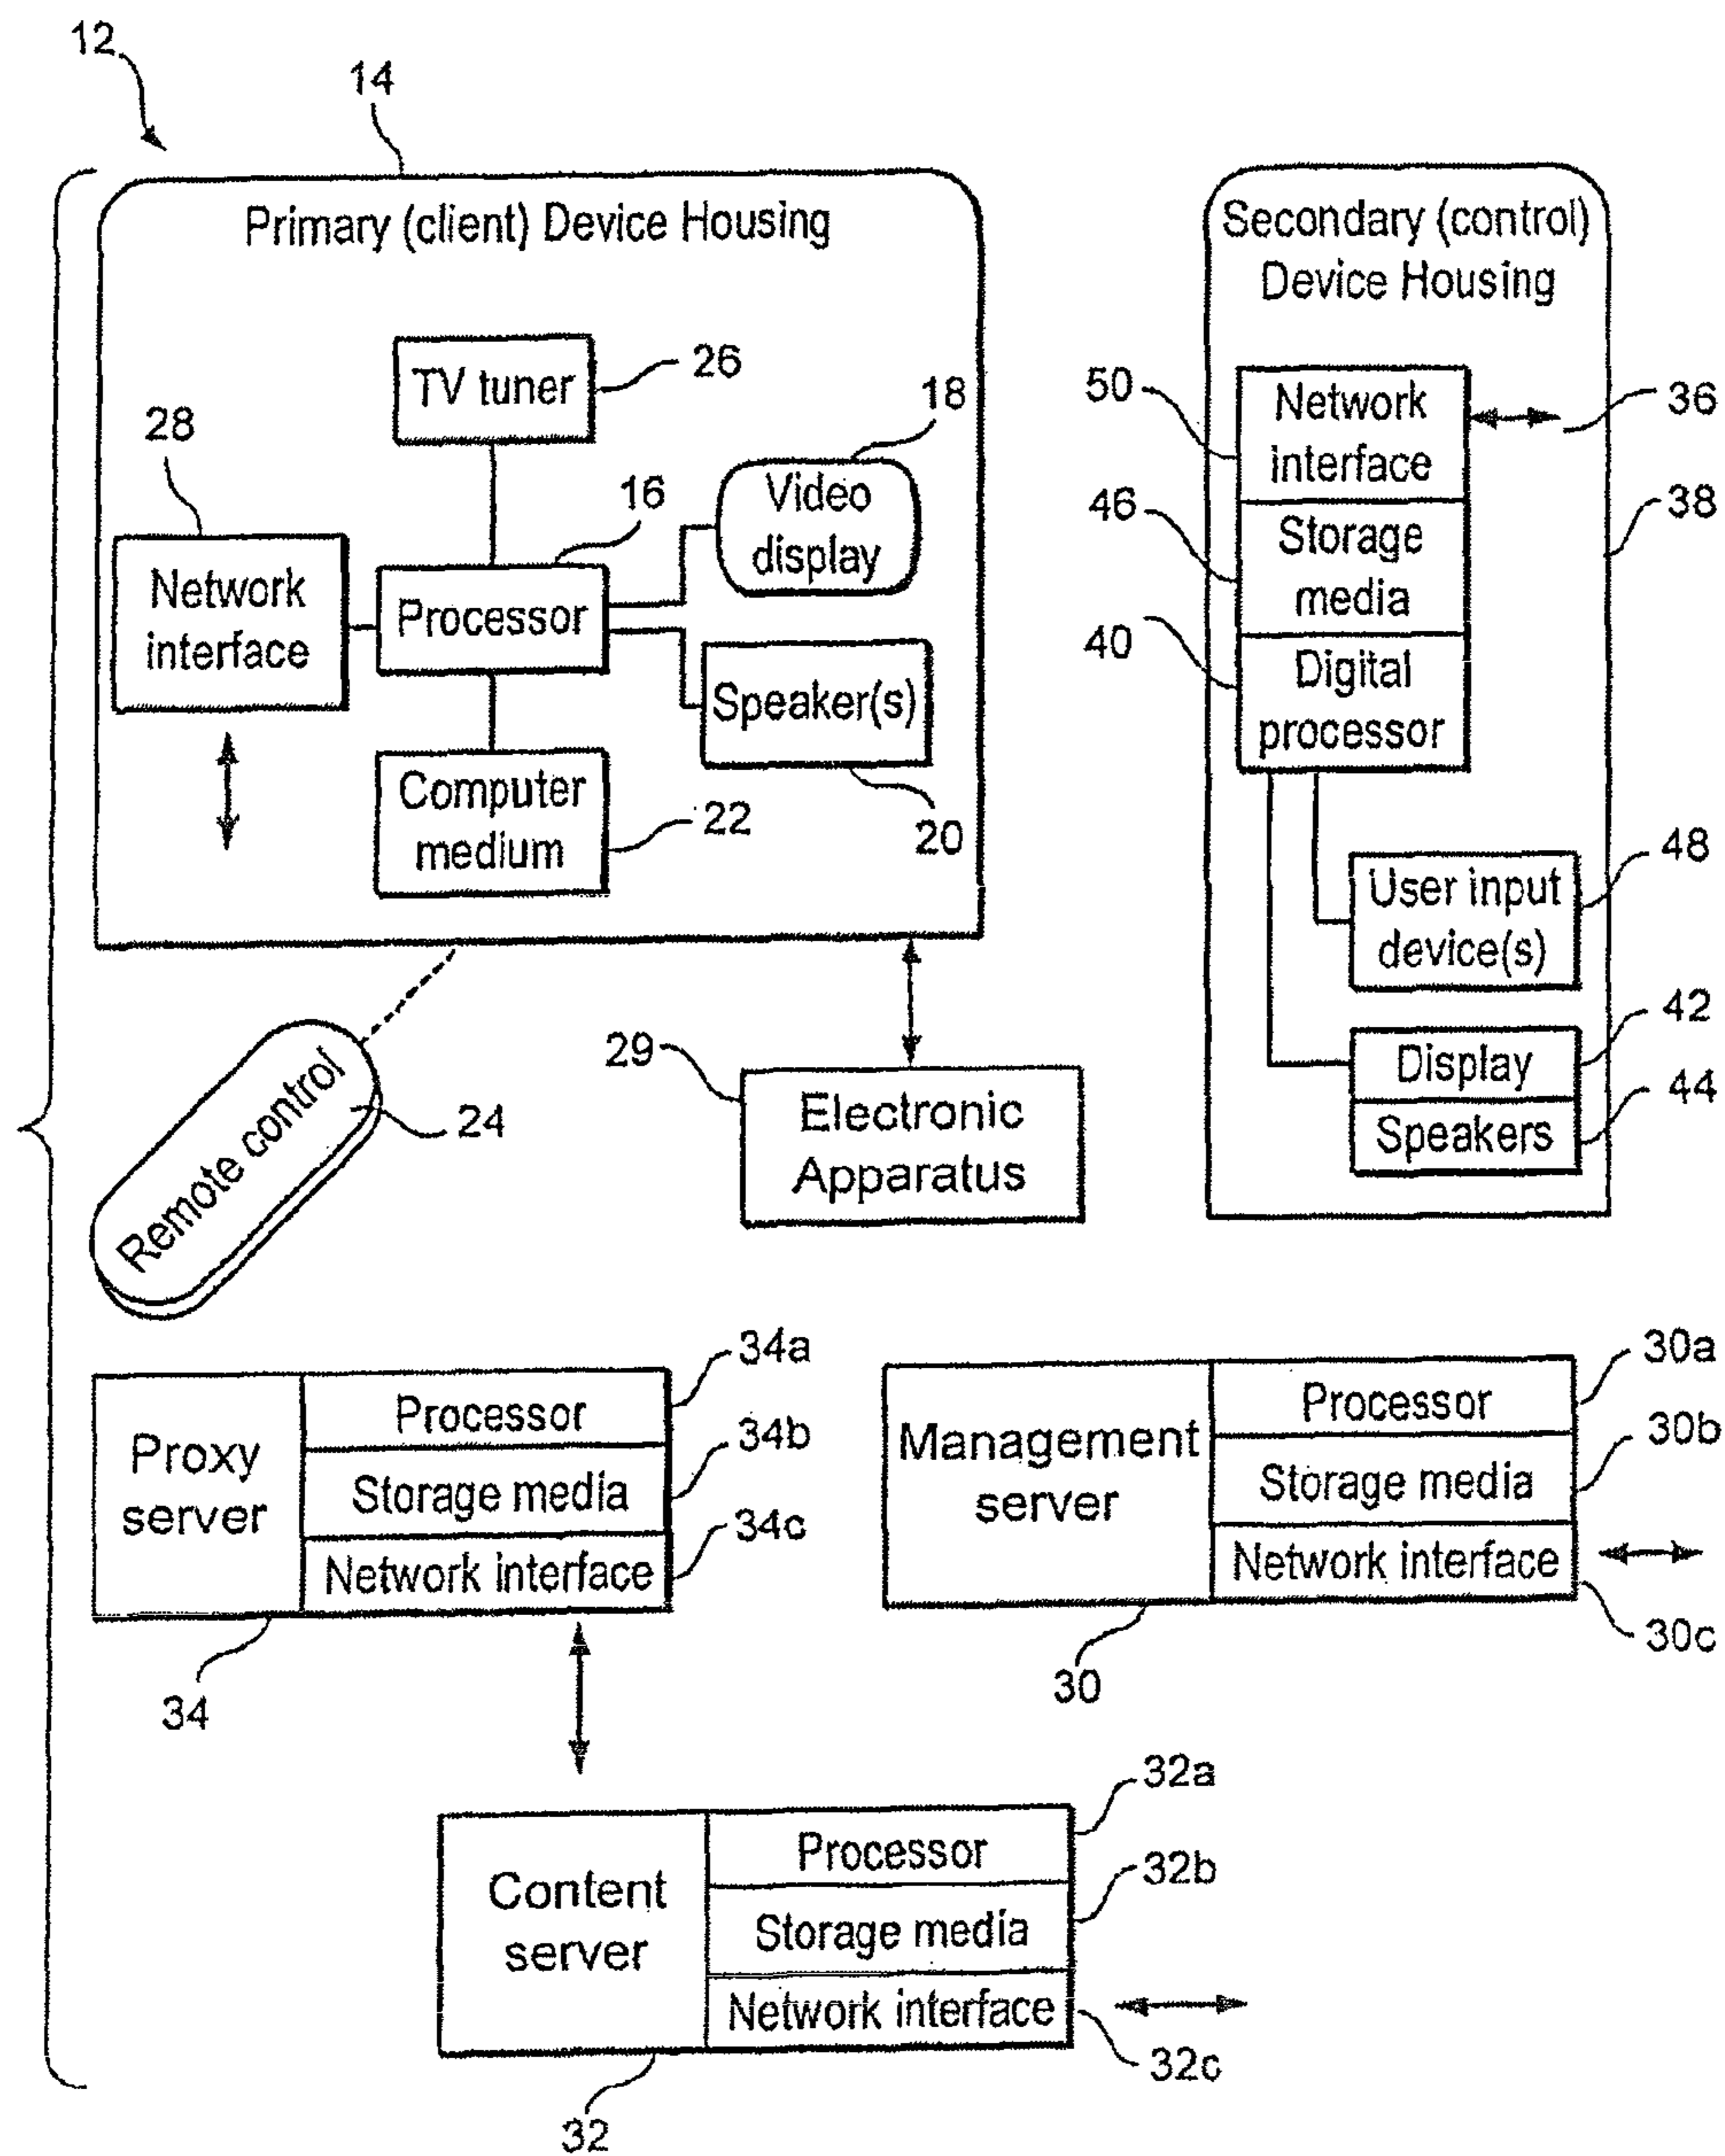 12
14
Primary (client) Device Housing
TV tuner
26
18
28
16
Video
display
Network
interface
Processor
Speaker(s)
Computer
medium
22
20
Secondary (control)
Device Housing
50
Network
interface
36
46
Storage
media
38
40
Digital
processor
48
User input
device(s)
42
Display
44
Speakers
Remote control
24
29
Electronic
Apparatus
Proxy
server
34a
Processor
34b
Storage media
34c
Network interface
34
Management
server
30a
Processor
30b
Storage media
Network interface
30c
30
Content
server
32a
Processor
32b
Storage media
Network interface
32c
32